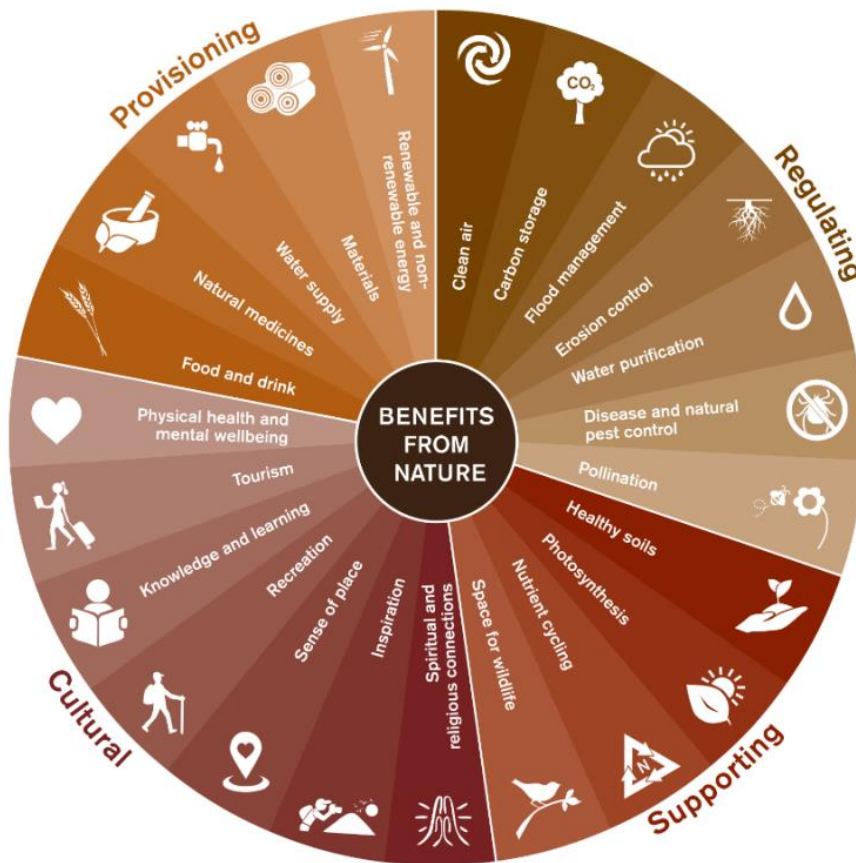 Provisioning
Regulating
Supporting
Cultural
BENEFITS
FROM
NATURE
Clean air
CO₂
Carbon storage
Flood management
Erosion control
Water purification
Disease and natural
pest control
Pollination
Healthy soils
Photosynthesis
N
Nutrient cycling
Space for wildlife
Spiritual and
religious connections
Inspiration
Sense of place
Recreation
Knowledge and learning
Tourism
Physical health and
mental wellbeing
Food and drink
Natural medicines
Water supply
Materials
Renewable and non-
renewable energy